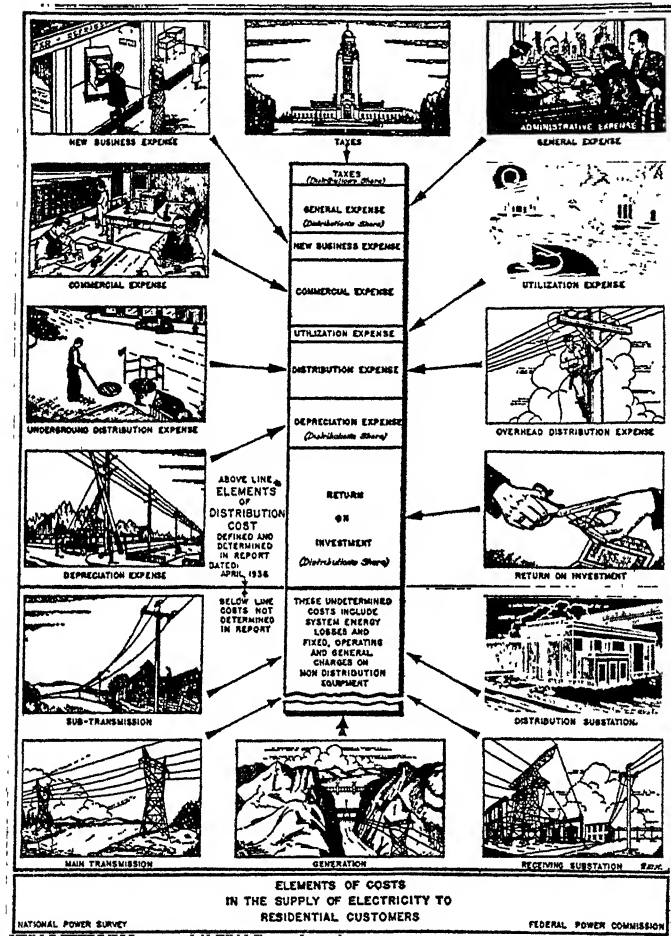 NEW BUSINESS EXPENSE
TAXES
ADMINISTRATIVE EXPENSE
GENERAL EXPENSE
TAXES
(Distributions Share)
GENERAL EXPENSE
(Distributions Share)
NEW BUSINESS EXPENSE
COMMERCIAL EXPENSE
UTILIZATION EXPENSE
DISTRIBUTION EXPENSE
DEPRECIATION EXPENSE
(Distributions Share)
RETURN
ON
INVESTMENT
(Distributions Share)
THESE UNDETERMINED
COSTS INCLUDE
SYSTEM ENERGY
LOSSES AND
FIXED, OPERATING
AND GENERAL
CHARGES ON
NON DISTRIBUTION
EQUIPMENT
COMMERCIAL EXPENSE
UTILIZATION EXPENSE
UNDERGROUND DISTRIBUTION EXPENSE
OVERHEAD DISTRIBUTION EXPENSE
ABOVE LINE
ELEMENTS
OF
DISTRIBUTION
COST
DEFINED AND
DETERMINED
IN REPORT
DATED:
APRIL, 1936
BELOW LINE
COSTS NOT
DETERMINED
IN REPORT
DEPRECIATION EXPENSE
RETURN ON INVESTMENT
SUB-TRANSMISSION
DISTRIBUTION SUBSTATION
MAIN TRANSMISSION
GENERATION
RECEIVING SUBSTATION
ELEMENTS OF COSTS
IN THE SUPPLY OF ELECTRICITY TO
RESIDENTIAL CUSTOMERS
NATIONAL POWER SURVEY
FEDERAL POWER COMMISSION